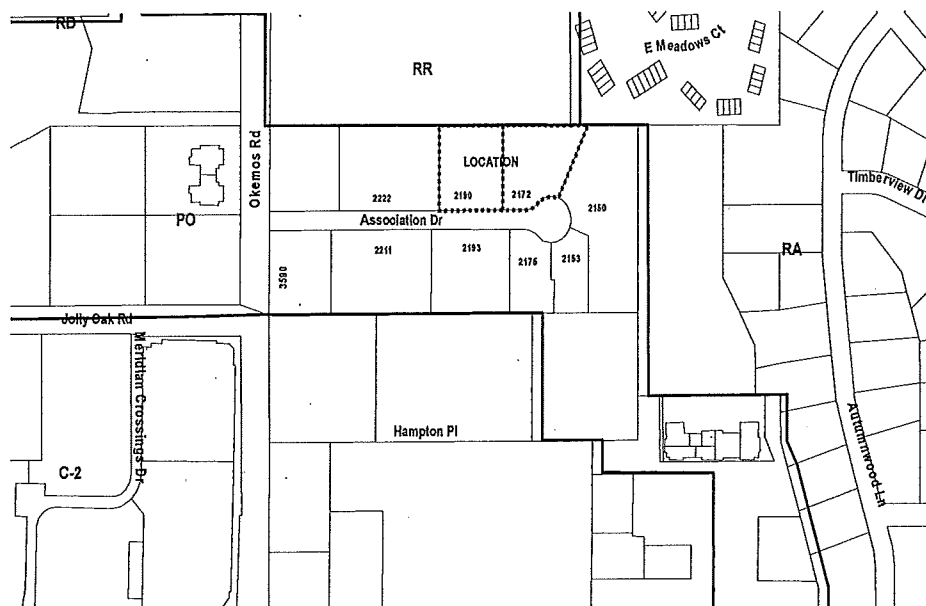 RD
E Meadows Ct
RR
Okemos Rd
LOCATION
Timberview Dr
2222
2190
2172
2150
PO
Association Dr
RA
2211
2193
2175
2153
3590
Jolly Oak Rd
Meridian Crossings Dr
Hampton Pl
Autumnwood Ln
C-2